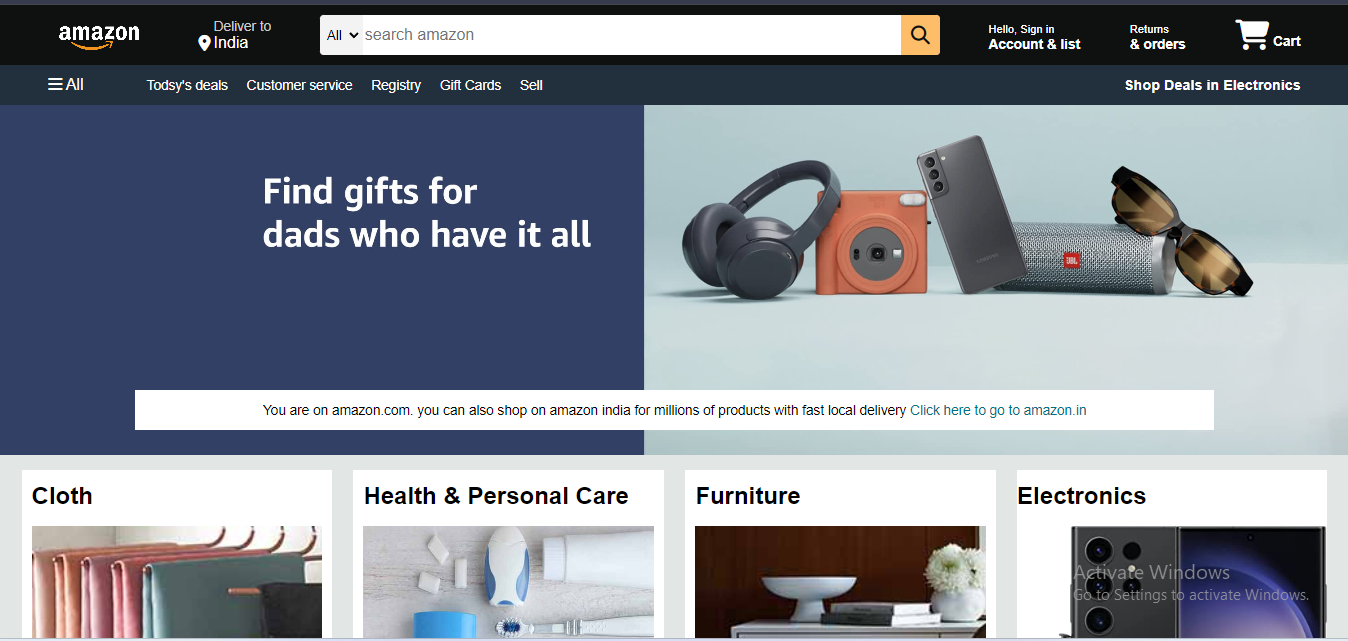 amazon
Deliver to
India
All
search amazon
Hello, Sign in
Account & list
Returns
& orders
Cart
All
Todsy's deals
Customer service
Registry
Gift Cards
Sell
Shop Deals in Electronics
Find gifts for
dads who have it all
JBL
SAMSUNG
You are on amazon.com. you can also shop on amazon india for millions of products with fast local delivery Click here to go to amazon.in
Cloth
Health & Personal Care
Furniture
Electronics
Activate Windows
Go to Settings to activate Windows.